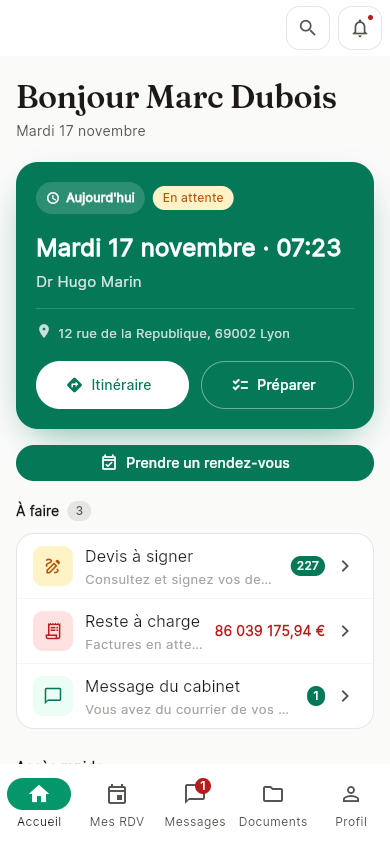 Bonjour Marc Dubois
Mardi 17 novembre
Aujourd'hui
En attente
Mardi 17 novembre · 07:23
Dr Hugo Marin
12 rue de la Republique, 69002 Lyon
Itinéraire
Préparer
Prendre un rendez-vous
À faire 3
Devis à signer
Consultez et signez vos de...
227
Reste à charge
Factures en atte...
86 039 175,94 €
Message du cabinet
Vous avez du courrier de vos ...
1
1
Accueil
Mes RDV
Messages
Documents
Profil